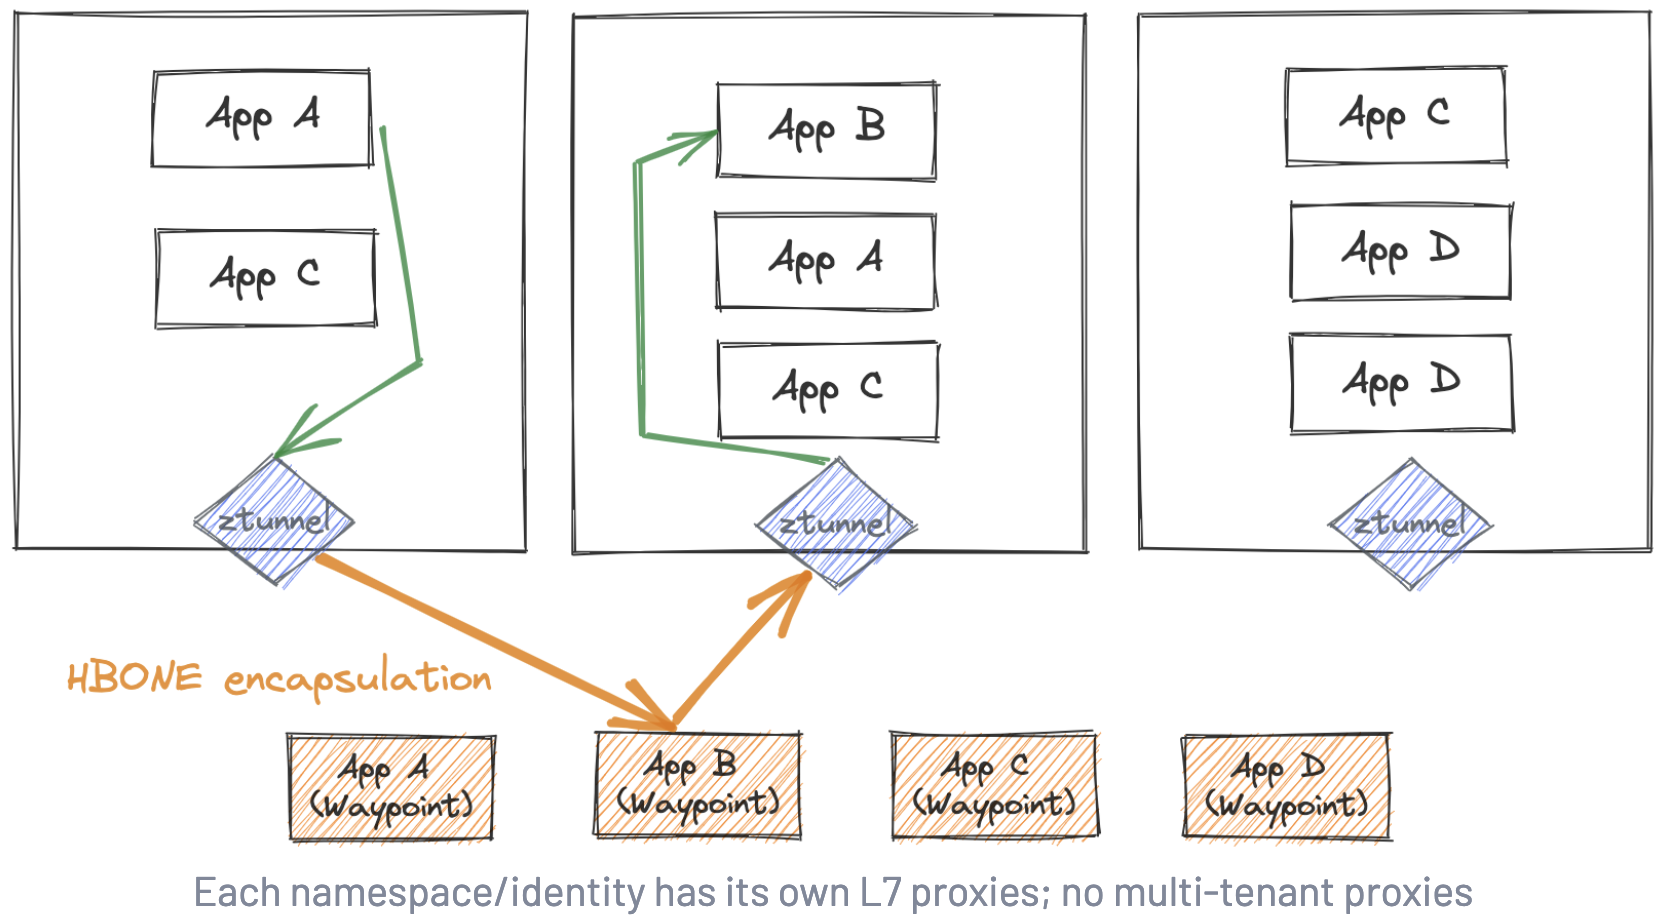 App A
App C
ztunnel
App B
App A
App C
ztunnel
App C
App D
App D
ztunnel
HBONE encapsulation
App A
(Waypoint)
App B
(Waypoint)
App C
(Waypoint)
App D
(Waypoint)
Each namespace/identity has its own L7 proxies; no multi-tenant proxies